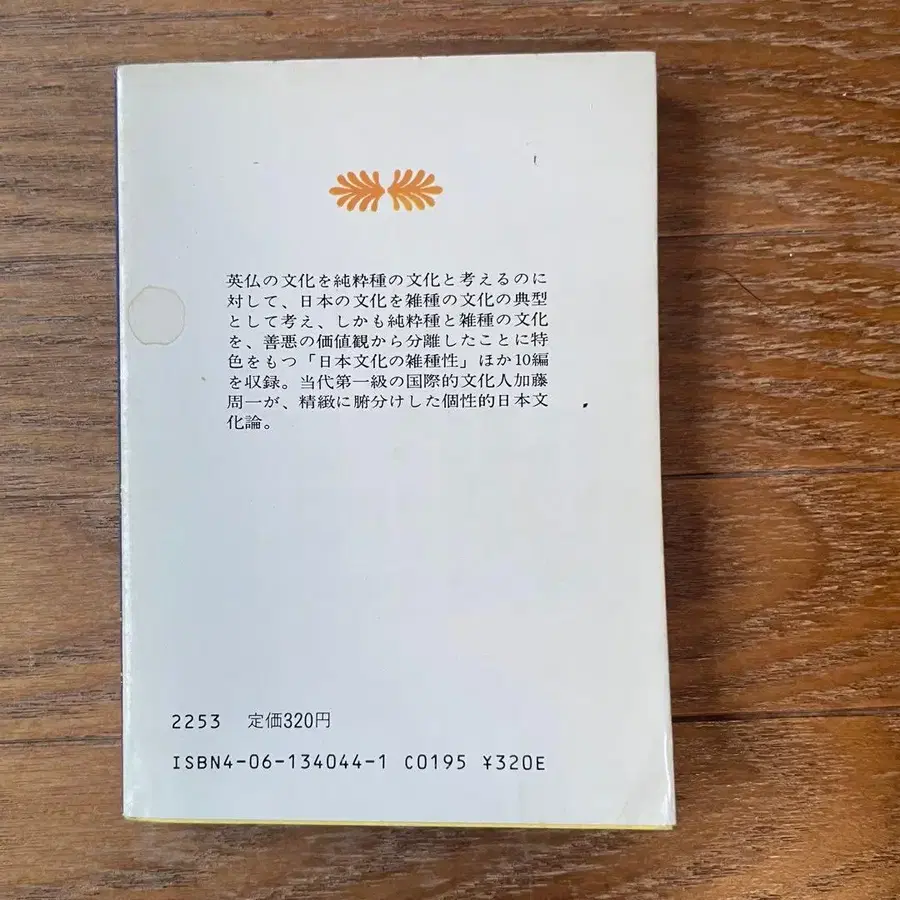 英仏の文化を純粋種の文化と考えるのに
対して、日本の文化を雑種の文化の典型
として考え、しかも純粋種と雑種の文化
を、善悪の価値観から分離したことに特
色をもつ「日本文化の雑種性」ほか10編
を収録。当代第一級の国際的文化人加藤
周一が、精緻に腑分けした個性的日本文
化論。
2253 定価320円
ISBN4-06-134044-1 C0195 ¥320E